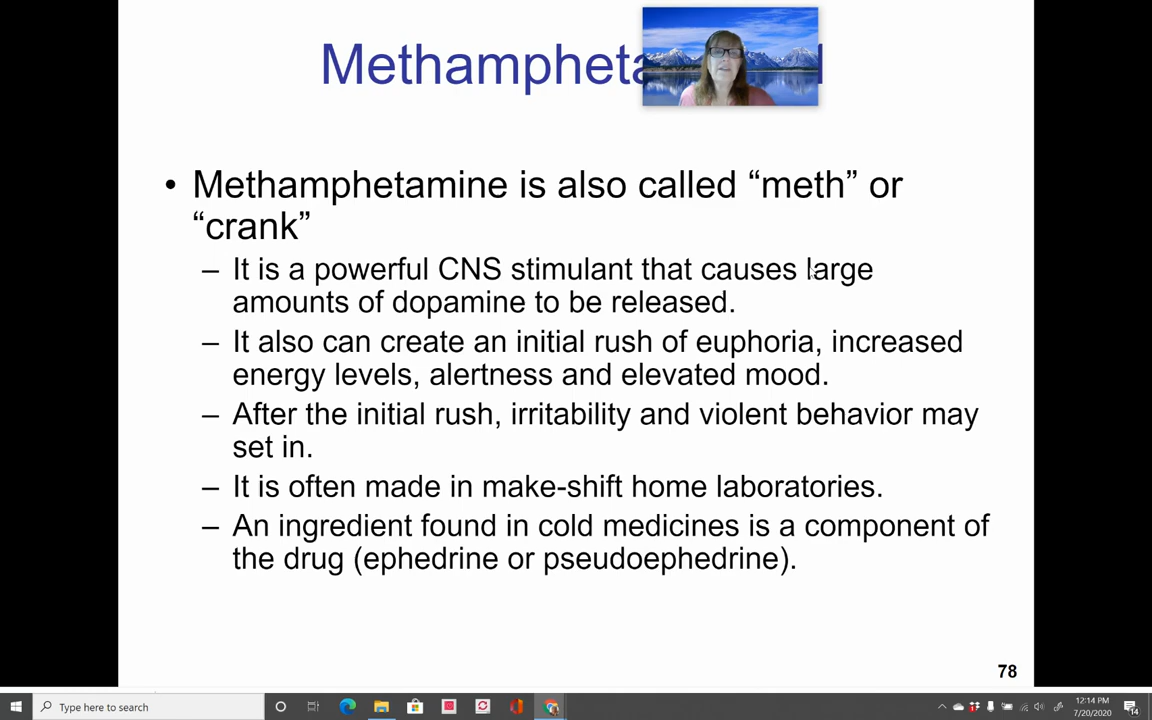 Methampheta
• Methamphetamine is also called “meth” or
“crank”
– It is a powerful CNS stimulant that causes large
amounts of dopamine to be released.
– It also can create an initial rush of euphoria, increased
energy levels, alertness and elevated mood.
– After the initial rush, irritability and violent behavior may
set in.
– It is often made in make-shift home laboratories.
– An ingredient found in cold medicines is a component of
the drug (ephedrine or pseudoephedrine).
78
Type here to search
12:14 PM
7/20/2020
14